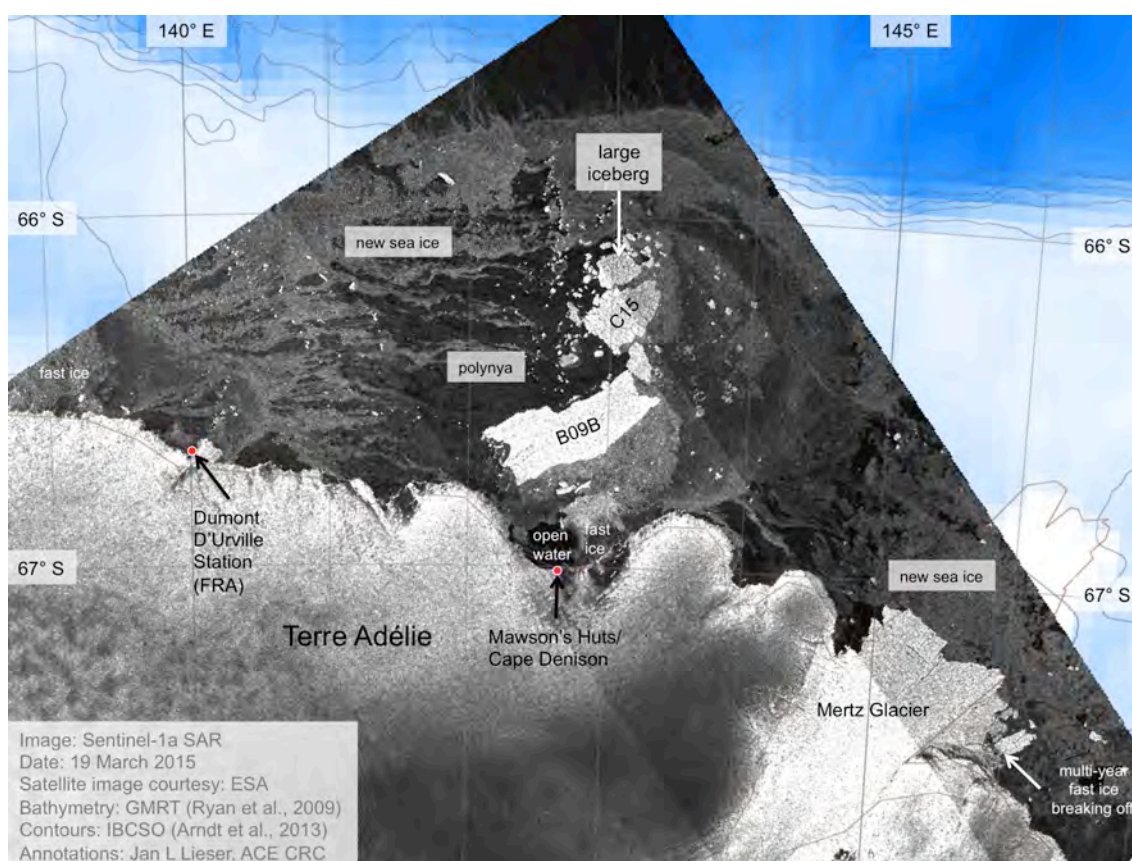 140° E
145° E
large
iceberg
66° S
new sea ice
66° S
C15
polynya
fast ice
B09B
Dumont
D'Urville
Station
(FRA)
open
water
fast
ice
67° S
new sea ice
67° S
Terre Adélie
Mawson's Huts/
Cape Denison
Mertz Glacier
multi-year
fast ice
breaking off
Image: Sentinel-1a SAR
Date: 19 March 2015
Satellite image courtesy: ESA
Bathymetry: GMRT (Ryan et al., 2009)
Contours: IBCSO (Arndt et al., 2013)
Annotations: Jan L Lieser, ACE CRC